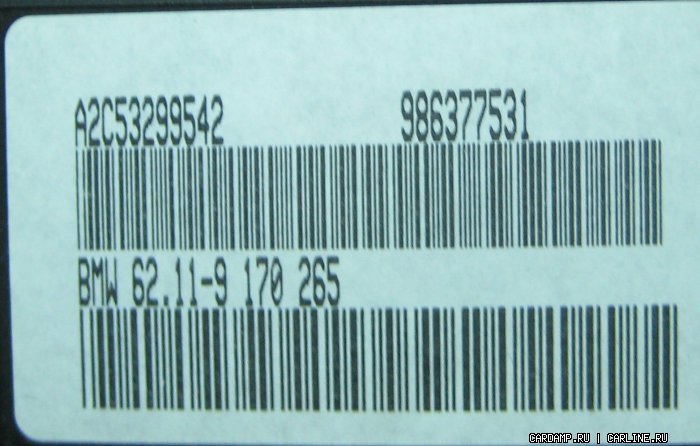 A2C53299542 986377531
BMW 62.11-9 170 265
CARDAMP.RU | CARLINE.RU